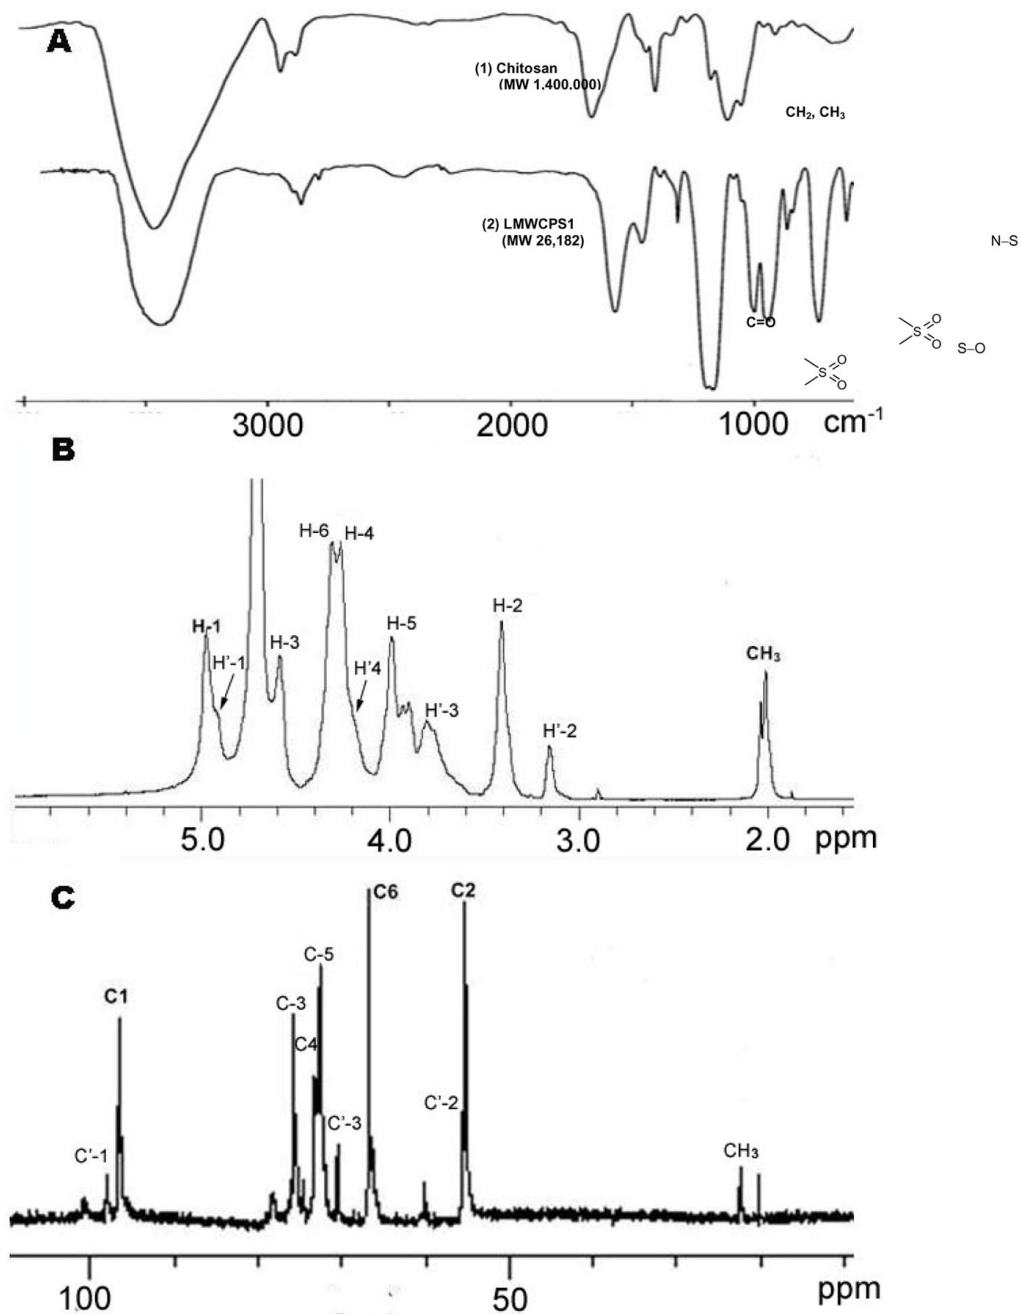 A
(1) Chitosan
(MW 1.400.000)
CH₂, CH₃
(2) LMWCPS1
(MW 26,182)
N–S
C=O
S O O
S–O
S O O
3000 2000 1000 cm⁻¹
B
H-6 H-4
H-1
H'-1
H-3
H'4
H-5
H'-3
H-2
H'-2
CH₃
5.0 4.0 3.0 2.0 ppm
C
C6 C2
C-5
C1
C-3
C4
C'-3
C'-2
C'-1
CH₃
100 50 ppm